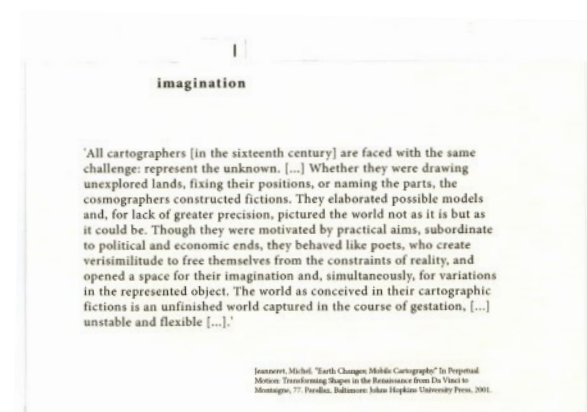 I
imagination
'All cartographers [in the sixteenth century] are faced with the same
challenge: represent the unknown. [...] Whether they were drawing
unexplored lands, fixing their positions, or naming the parts, the
cosmographers constructed fictions. They elaborated possible models
and, for lack of greater precision, pictured the world not as it is but as
it could be. Though they were motivated by practical aims, subordinate
to political and economic ends, they behaved like poets, who create
verisimilitude to free themselves from the constraints of reality, and
opened a space for their imagination and, simultaneously, for variations
in the represented object. The world as conceived in their cartographic
fictions is an unfinished world captured in the course of gestation, [...]
unstable and flexible [...].'
Jeanneret, Michel. "Earth Changes: Mobile Cartography" In Perpetual
Motion: Transforming Shapes in the Renaissance from Da Vinci to
Montaigne, 77. Parallax. Baltimore: Johns Hopkins University Press, 2001.